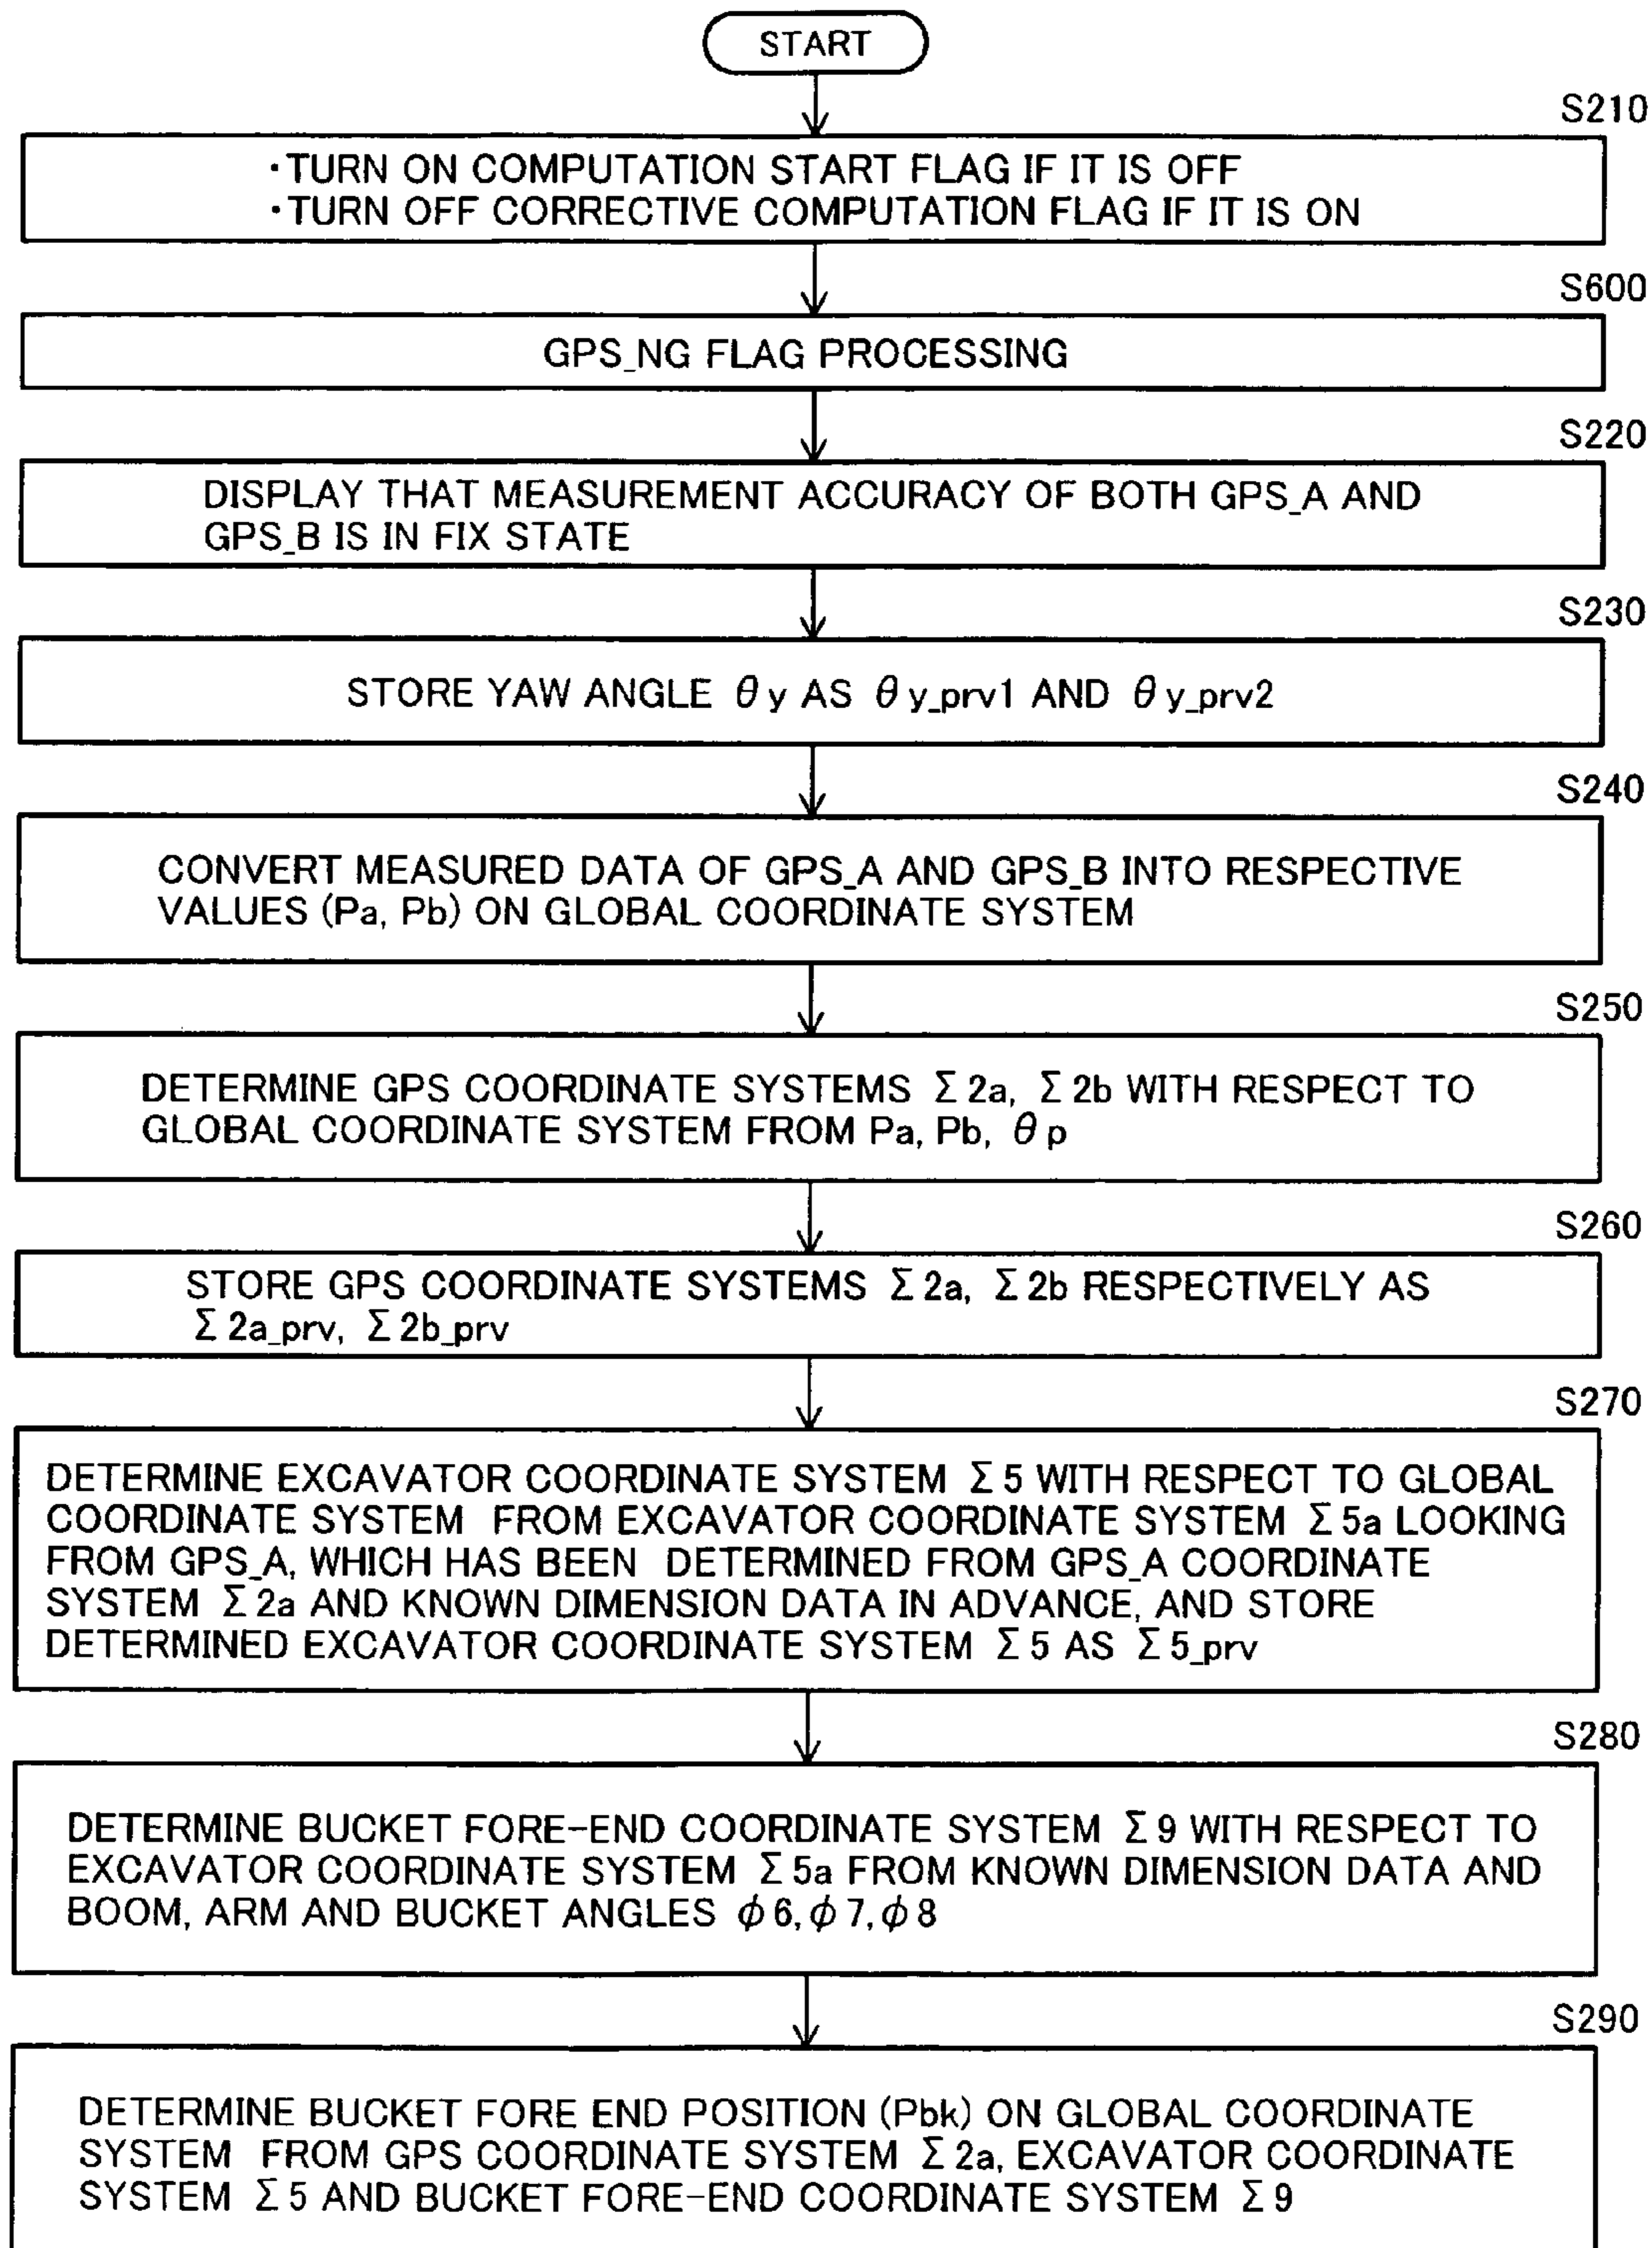 START
S210
・TURN ON COMPUTATION START FLAG IF IT IS OFF
・TURN OFF CORRECTIVE COMPUTATION FLAG IF IT IS ON
S600
GPS_NG FLAG PROCESSING
S220
DISPLAY THAT MEASUREMENT ACCURACY OF BOTH GPS_A AND
GPS_B IS IN FIX STATE
S230
STORE YAW ANGLE θy AS θy_prv1 AND θy_prv2
S240
CONVERT MEASURED DATA OF GPS_A AND GPS_B INTO RESPECTIVE
VALUES (Pa, Pb) ON GLOBAL COORDINATE SYSTEM
S250
DETERMINE GPS COORDINATE SYSTEMS Σ2a, Σ2b WITH RESPECT TO
GLOBAL COORDINATE SYSTEM FROM Pa, Pb, θp
S260
STORE GPS COORDINATE SYSTEMS Σ2a, Σ2b RESPECTIVELY AS
Σ2a_prv, Σ2b_prv
S270
DETERMINE EXCAVATOR COORDINATE SYSTEM Σ5 WITH RESPECT TO GLOBAL
COORDINATE SYSTEM FROM EXCAVATOR COORDINATE SYSTEM Σ5a LOOKING
FROM GPS_A, WHICH HAS BEEN DETERMINED FROM GPS_A COORDINATE
SYSTEM Σ2a AND KNOWN DIMENSION DATA IN ADVANCE, AND STORE
DETERMINED EXCAVATOR COORDINATE SYSTEM Σ5 AS Σ5_prv
S280
DETERMINE BUCKET FORE-END COORDINATE SYSTEM Σ9 WITH RESPECT TO
EXCAVATOR COORDINATE SYSTEM Σ5a FROM KNOWN DIMENSION DATA AND
BOOM, ARM AND BUCKET ANGLES φ6, φ7, φ8
S290
DETERMINE BUCKET FORE END POSITION (Pbk) ON GLOBAL COORDINATE
SYSTEM FROM GPS COORDINATE SYSTEM Σ2a, EXCAVATOR COORDINATE
SYSTEM Σ5 AND BUCKET FORE-END COORDINATE SYSTEM Σ9